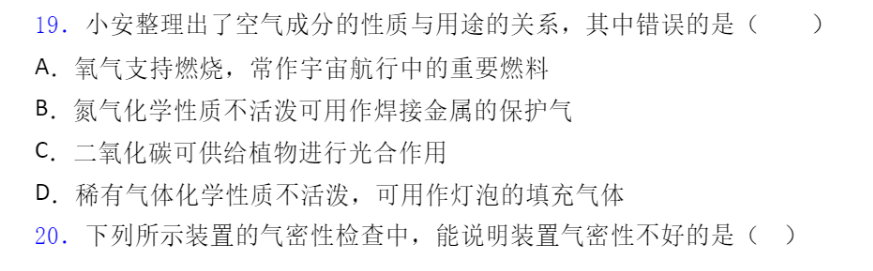 19．小安整理出了空气成分的性质与用途的关系，其中错误的是（　　）
A．氧气支持燃烧，常作宇宙航行中的重要燃料
B．氮气化学性质不活泼可用作焊接金属的保护气
C．二氧化碳可供给植物进行光合作用
D．稀有气体化学性质不活泼，可用作灯泡的填充气体
20．下列所示装置的气密性检查中，能说明装置气密性不好的是（　）